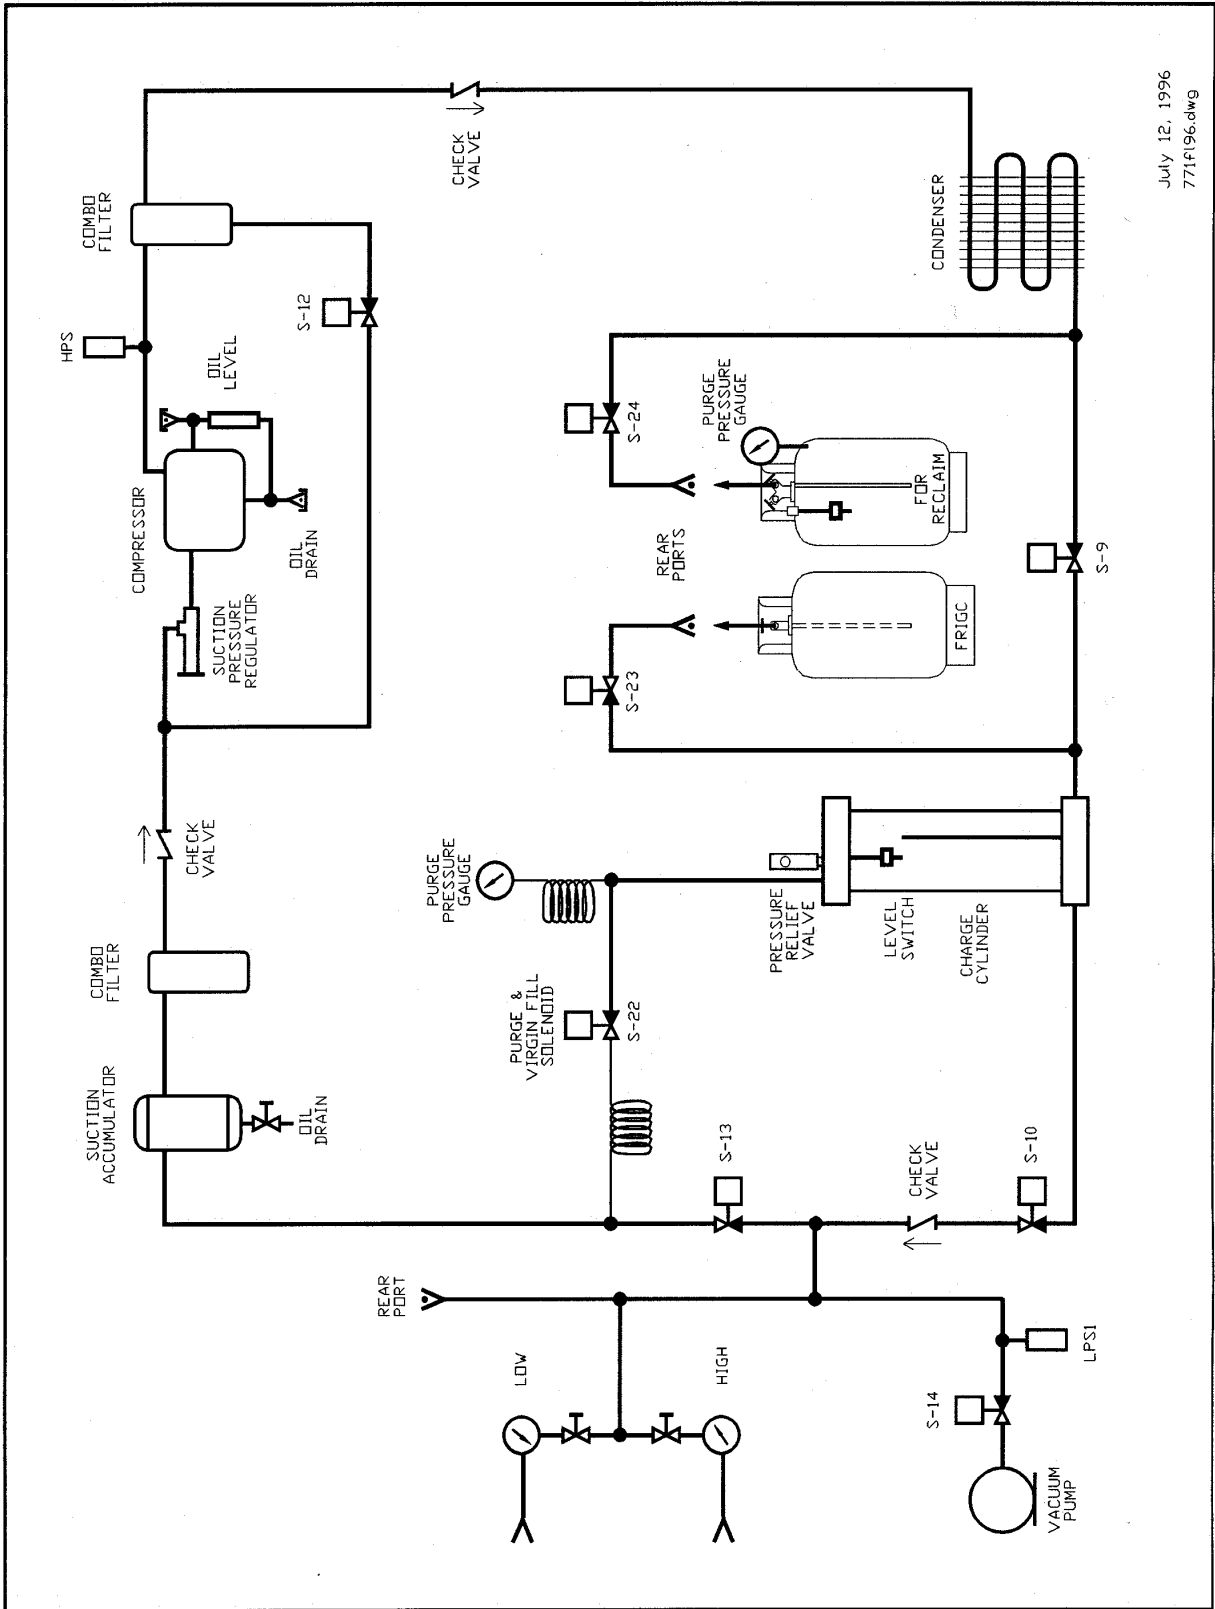 COMBO
FILTER
HPS
OIL
LEVEL
COMPRESSOR
OIL
DRAIN
SUCTION
PRESSURE
REGULATOR
S-12
CHECK
VALVE
CONDENSER
July 12, 1996
771fl96.dwg
CHECK
VALVE
COMBO
FILTER
SUCTION
ACCUMULATOR
OIL
DRAIN
S-24
PURGE
PRESSURE
GAUGE
REAR
PORTS
FOR
RECLAIM
S-23
FRIGC
S-9
PURGE
PRESSURE
GAUGE
PURGE &
VIRGIN FILL
SOLENOID
S-22
PRESSURE
RELIEF
VALVE
LEVEL
SWITCH
CHARGE
CYLINDER
S-13
CHECK
VALVE
S-10
REAR
PORT
LOW
HIGH
S-14
LPS1
VACUUM
PUMP